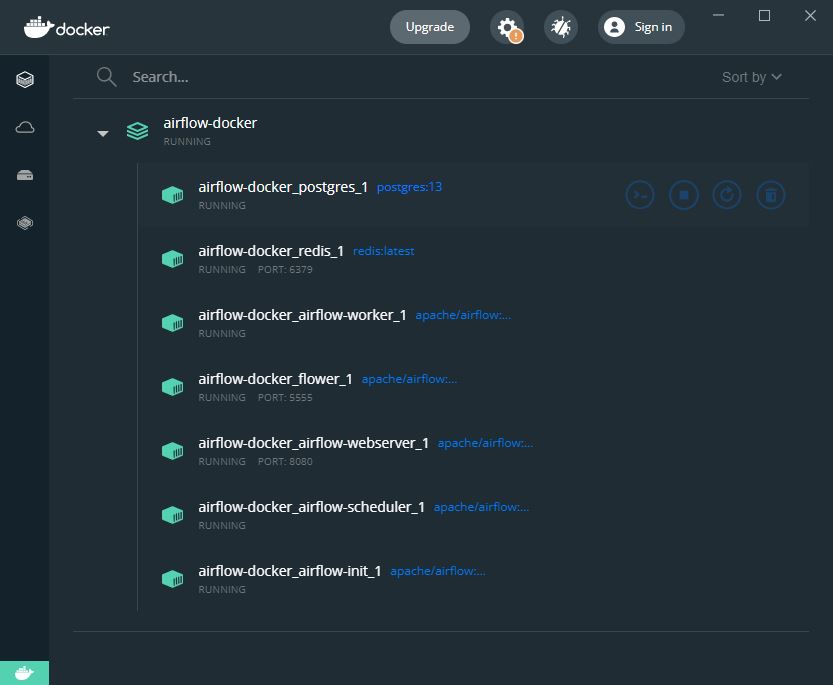 docker
Upgrade
Sign in
Search...
Sort by
airflow-docker
RUNNING
airflow-docker_postgres_1 postgres:13
RUNNING
airflow-docker_redis_1 redis:latest
RUNNING PORT: 6379
airflow-docker_airflow-worker_1 apache/airflow:...
RUNNING
airflow-docker_flower_1 apache/airflow:...
RUNNING PORT: 5555
airflow-docker_airflow-webserver_1 apache/airflow:...
RUNNING PORT: 8080
airflow-docker_airflow-scheduler_1 apache/airflow:...
RUNNING
airflow-docker_airflow-init_1 apache/airflow:...
RUNNING